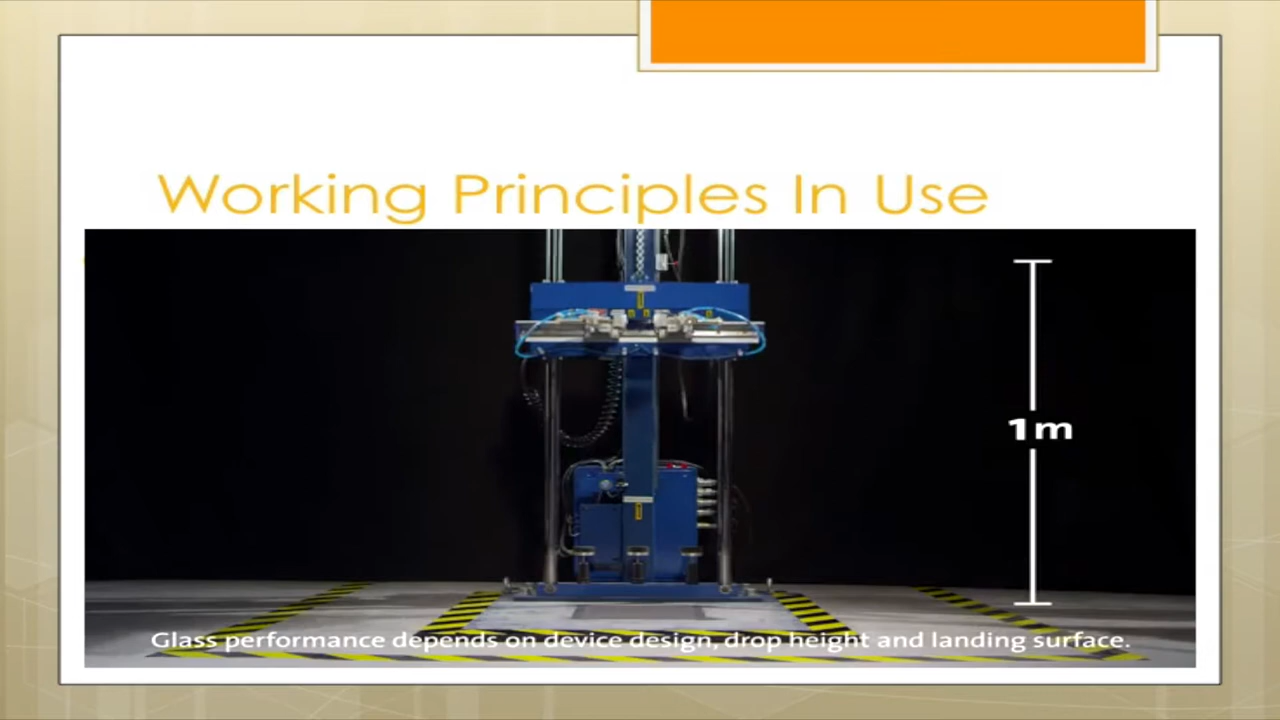 Working Principles In Use
1m
Glass performance depends on device design, drop height and landing surface.